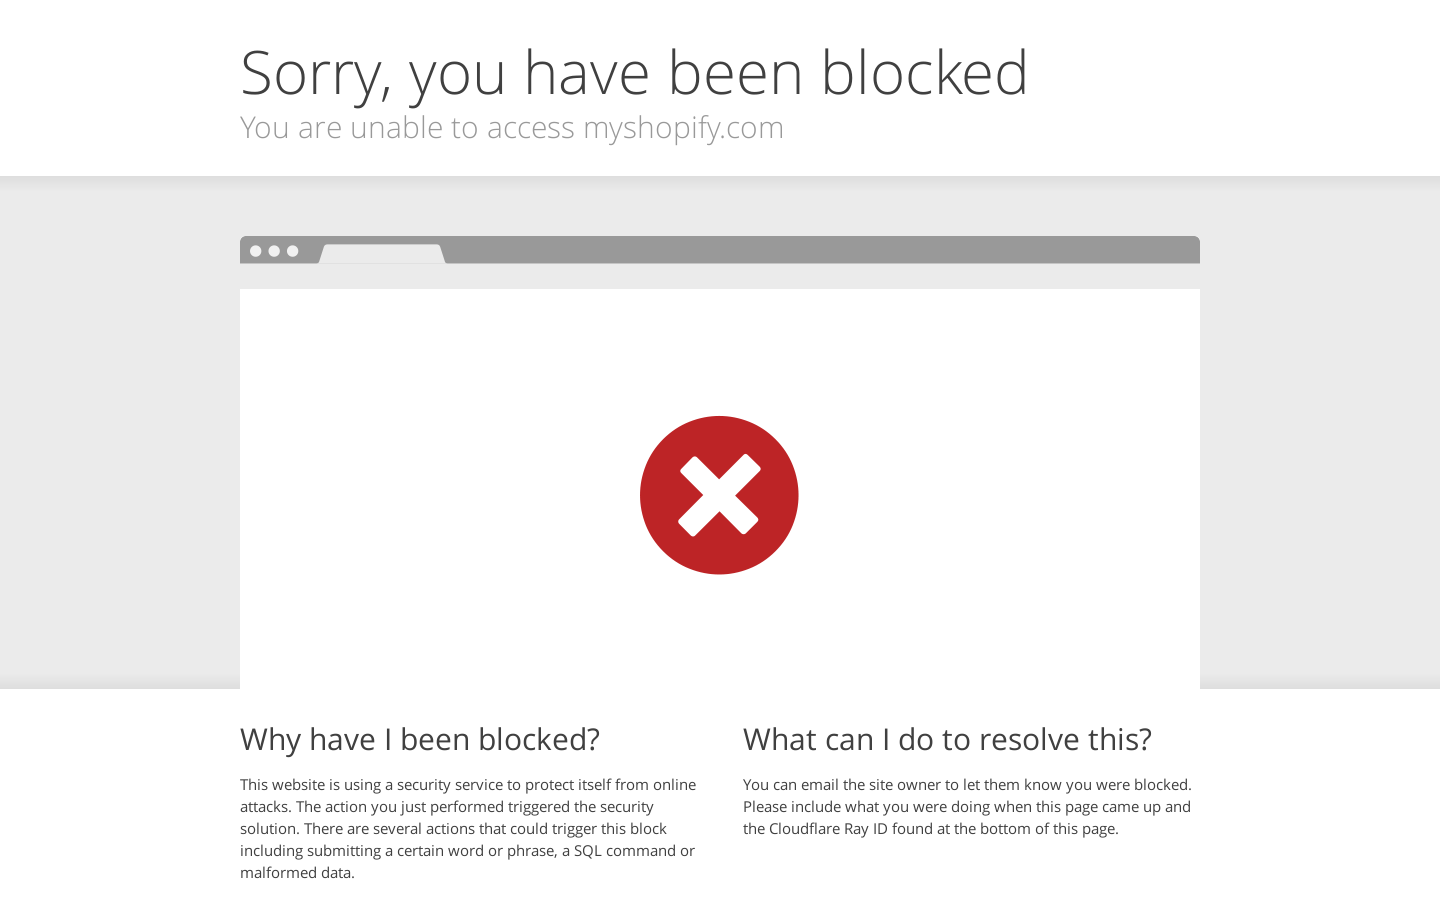 Sorry, you have been blocked
You are unable to access myshopify.com
Why have I been blocked?
This website is using a security service to protect itself from online
attacks. The action you just performed triggered the security
solution. There are several actions that could trigger this block
including submitting a certain word or phrase, a SQL command or
malformed data.
What can I do to resolve this?
You can email the site owner to let them know you were blocked.
Please include what you were doing when this page came up and
the Cloudflare Ray ID found at the bottom of this page.